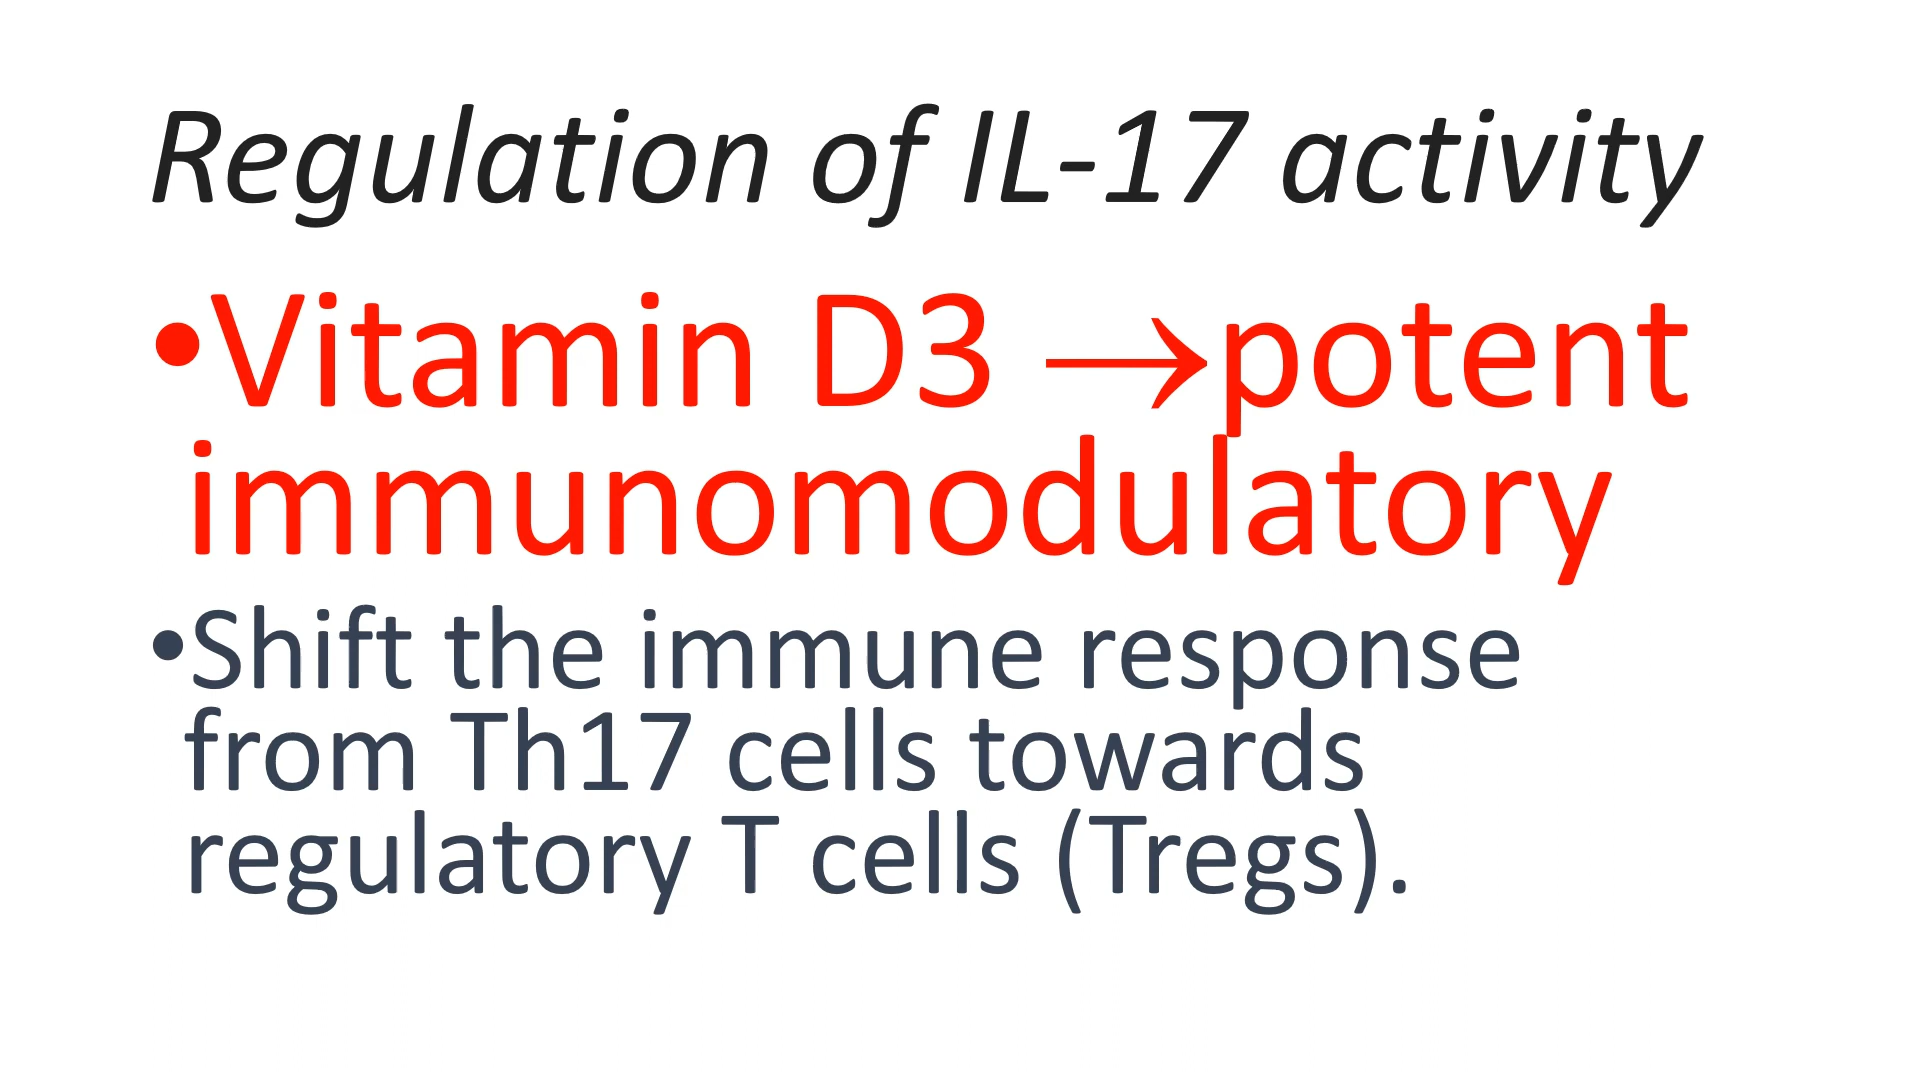 Regulation of IL-17 activity
•Vitamin D3 →potent
immunomodulatory
•Shift the immune response
from Th17 cells towards
regulatory T cells (Tregs).